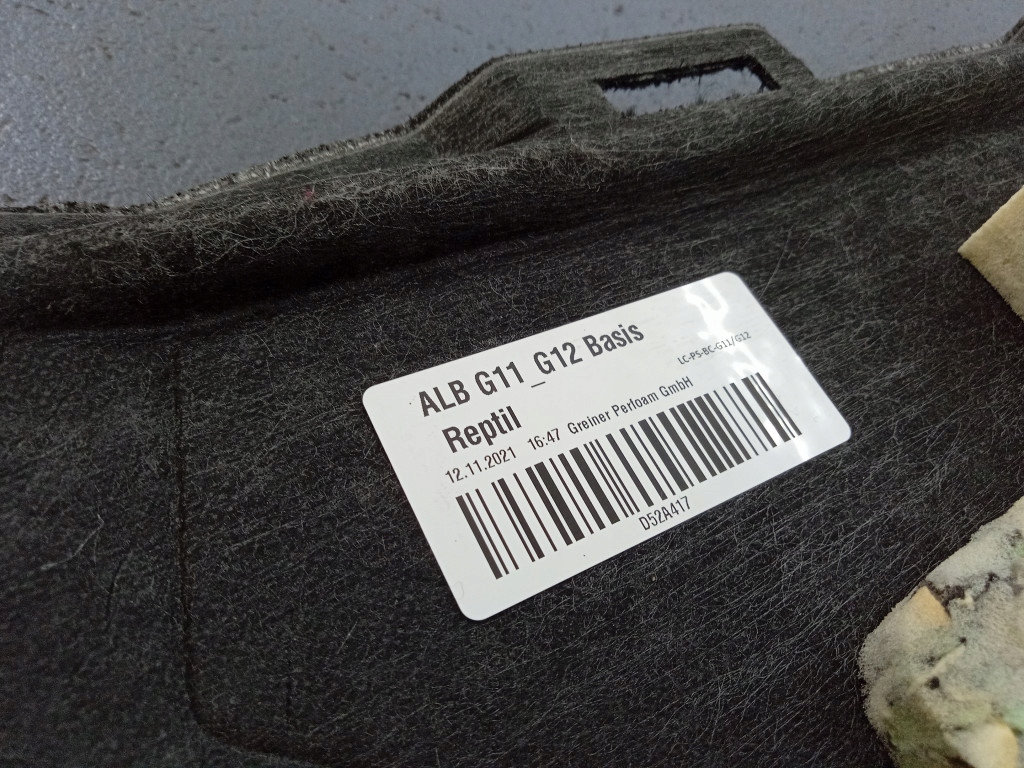 ALB G11_G12 Basis
LC-PS-BC-G11/G12
Reptil
12.11.2021 16:47 Greiner Perfoam GmbH
D52A417